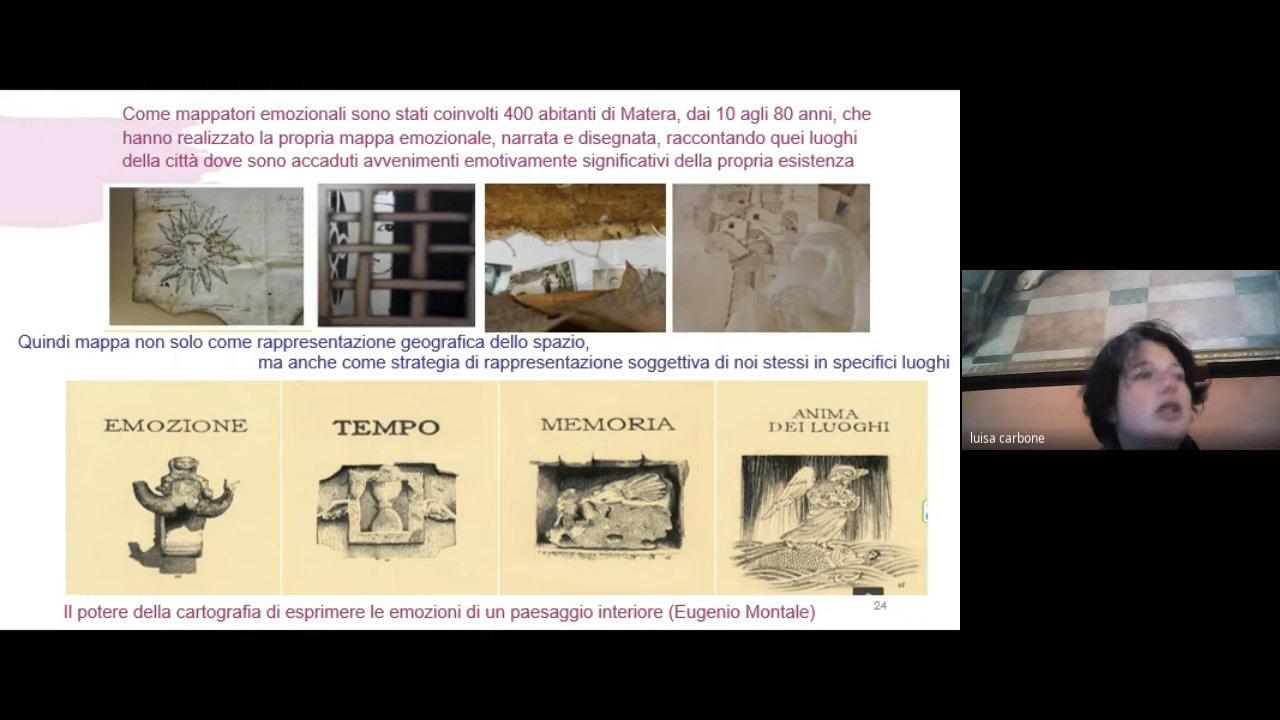 Come mappatori emozionali sono stati coinvolti 400 abitanti di Matera, dai 10 agli 80 anni, che
hanno realizzato la propria mappa emozionale, narrata e disegnata, raccontando quei luoghi
della città dove sono accaduti avvenimenti emotivamente significativi della propria esistenza
Quindi mappa non solo come rappresentazione geografica dello spazio,
ma anche come strategia di rappresentazione soggettiva di noi stessi in specifici luoghi
EMOZIONE
TEMPO
MEMORIA
ANIMA
DEI LUOGHI
Il potere della cartografia di esprimere le emozioni di un paesaggio interiore (Eugenio Montale)
24
luisa carbone